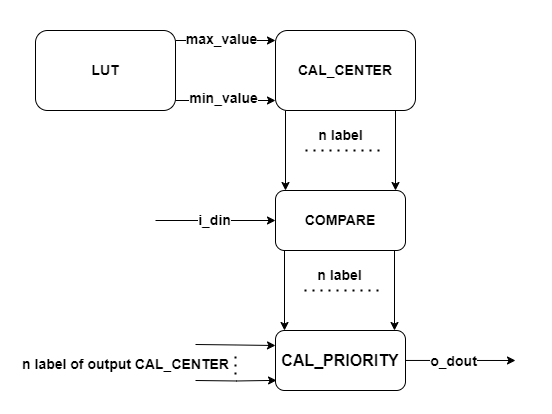 max_value
LUT
CAL_CENTER
min_value
n label
i_din
COMPARE
n label
n label of output CAL_CENTER
CAL_PRIORITY
o_dout